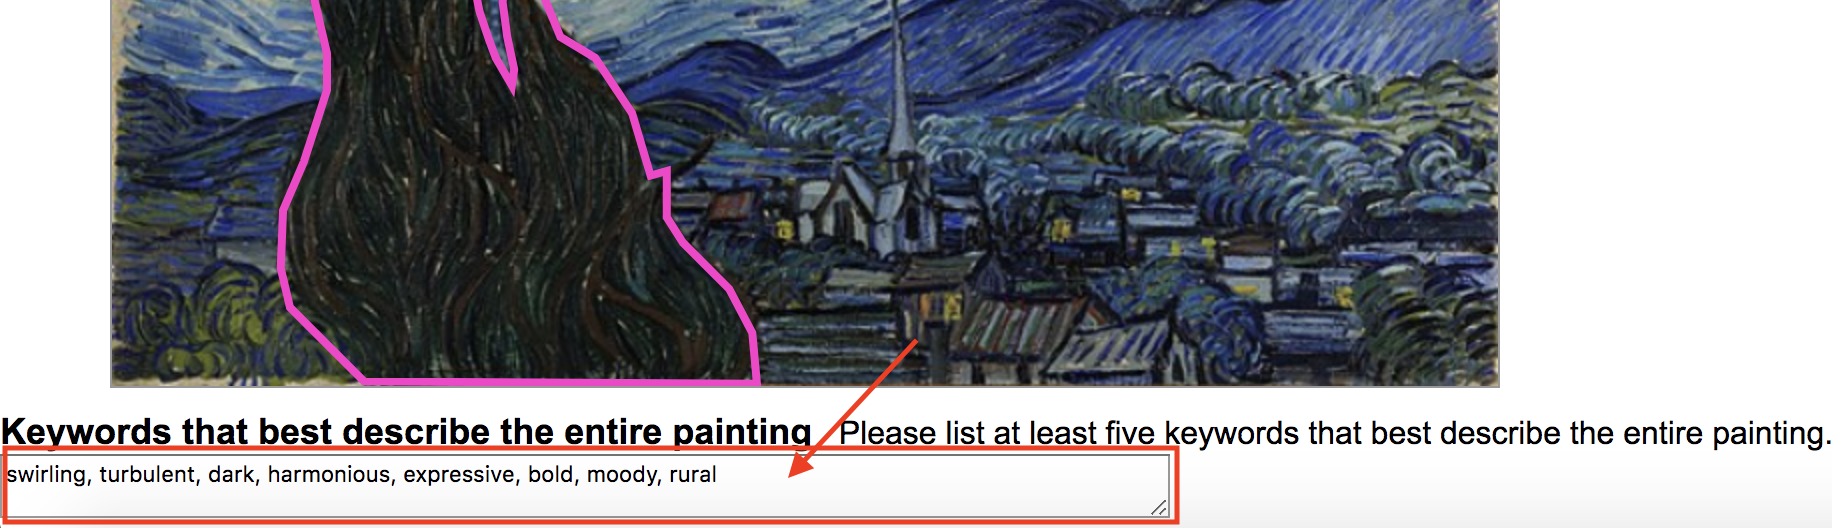 Keywords that best describe the entire painting Please list at least five keywords that best describe the entire painting.
swirling, turbulent, dark, harmonious, expressive, bold, moody, rural